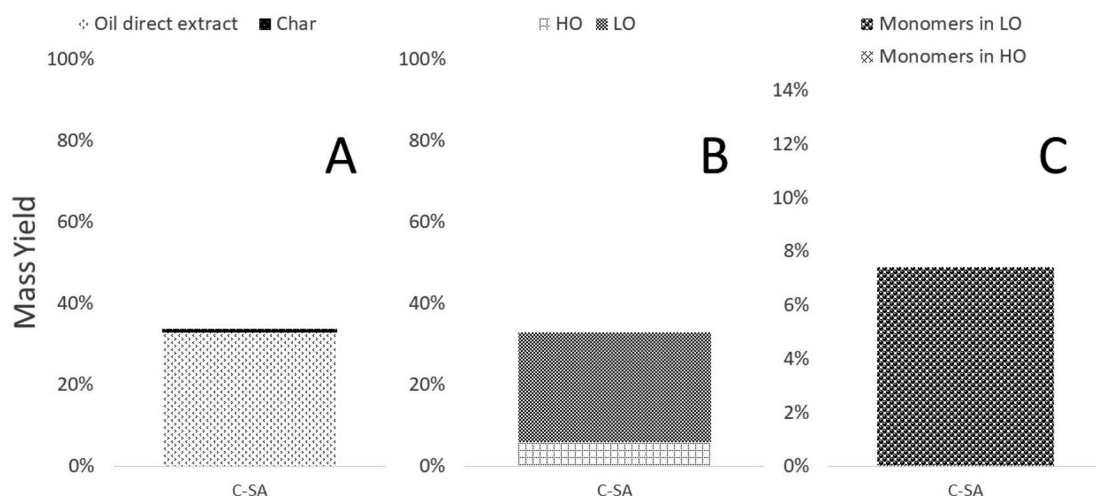 Oil direct extract Char
HO LO
Monomers in LO
Monomers in HO
Mass Yield
100%
80%
60%
40%
20%
0%
A
C-SA
100%
80%
60%
40%
20%
0%
B
C-SA
14%
12%
10%
8%
6%
4%
2%
0%
C
C-SA